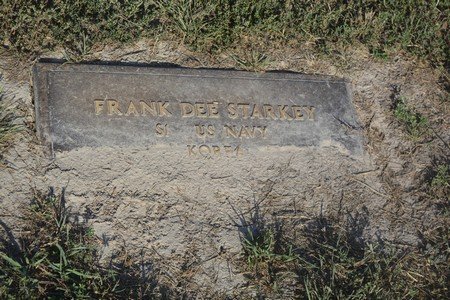 FRANK DEE STARKEY
S1 US NAVY
KOREA